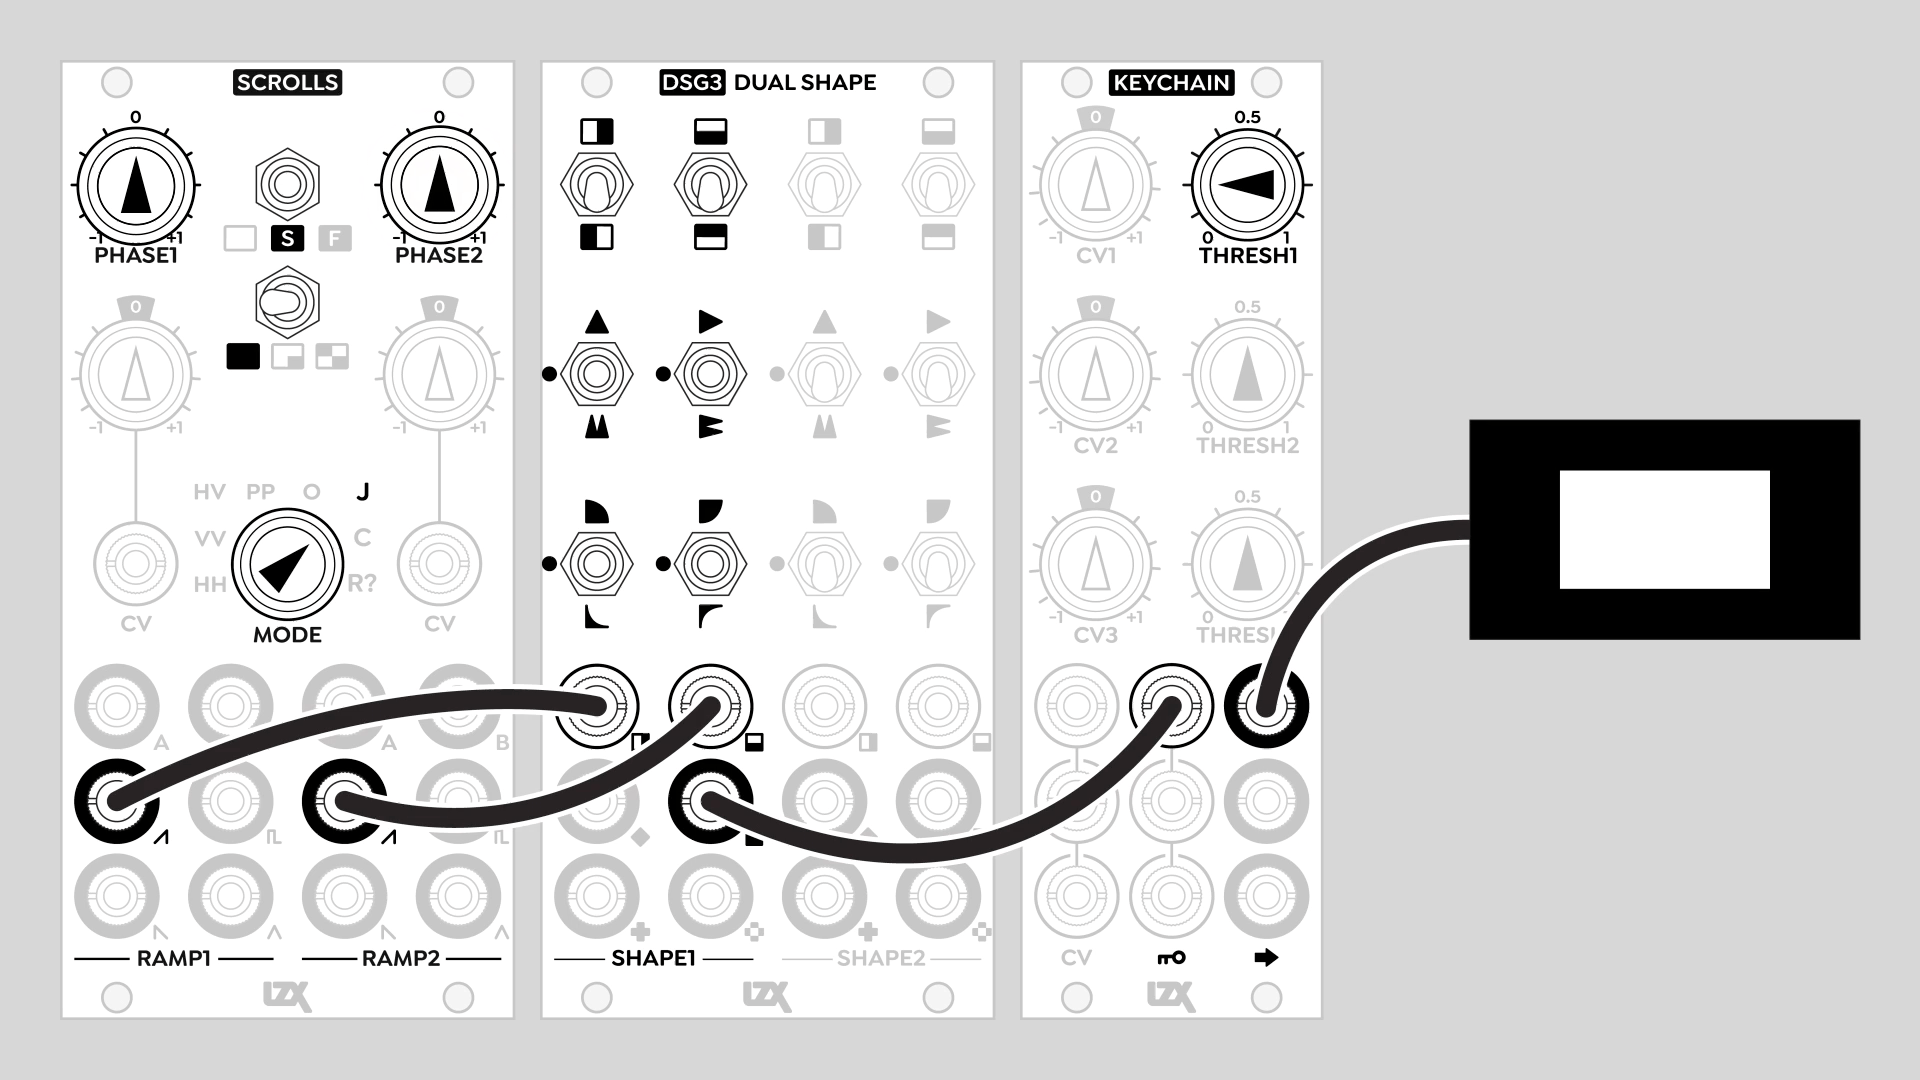 SCROLLS
0
-1
+1
PHASE1
0
-1
+1
PHASE2
S
F
0
-1
+1
0
-1
+1
HV
PP
O
J
VV
C
HH
R?
MODE
CV
CV
A
A
B
RAMP1
RAMP2
LZX
DSG3 DUAL SHAPE
SHAPE1
SHAPE2
LZX
KEYCHAIN
0
-1
+1
CV1
0.5
0
1
THRESH1
0
-1
+1
CV2
0.5
0
1
THRESH2
0
-1
+1
CV3
0.5
0
CV
LZX